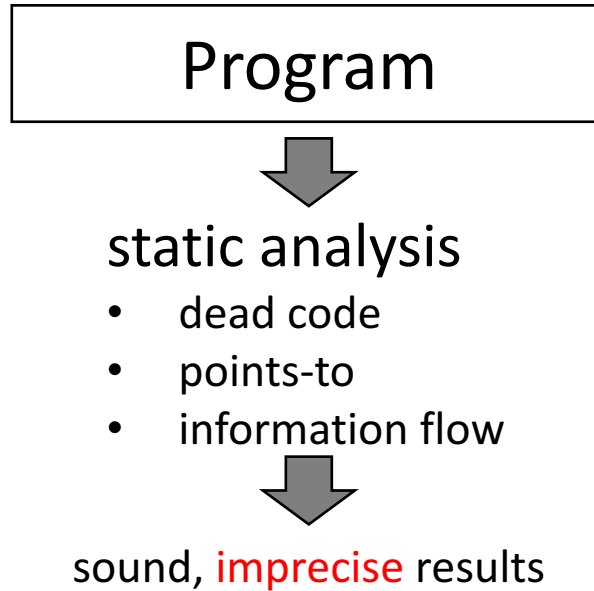 Program
static analysis
• dead code
• points-to
• information flow
sound, imprecise results